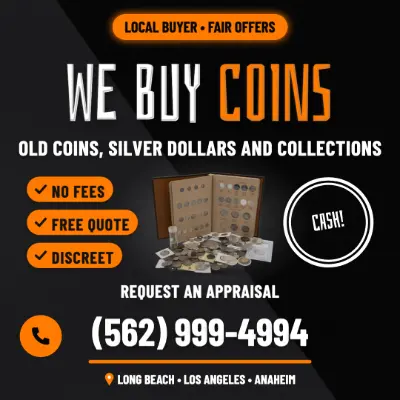 LOCAL BUYER • FAIR OFFERS
WE BUY COINS
OLD COINS, SILVER DOLLARS AND COLLECTIONS
NO FEES
FREE QUOTE
DISCREET
CASH!
REQUEST AN APPRAISAL
(562) 999-4994
LONG BEACH • LOS ANGELES • ANAHEIM